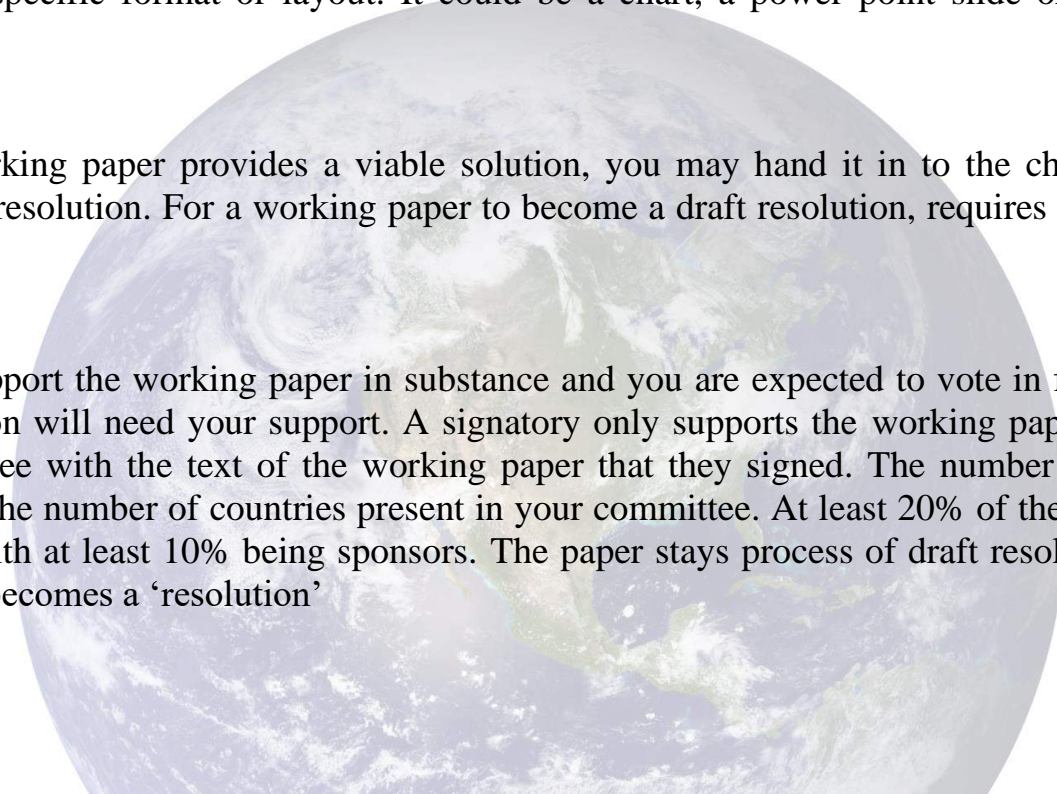 specific format or layout. It could be a chart, a power point slide or
rking paper provides a viable solution, you may hand it in to the ch
resolution. For a working paper to become a draft resolution, requires
port the working paper in substance and you are expected to vote in
on will need your support. A signatory only supports the working pap
ee with the text of the working paper that they signed. The number
he number of countries present in your committee. At least 20% of the
th at least 10% being sponsors. The paper stays process of draft resol
becomes a ‘resolution’